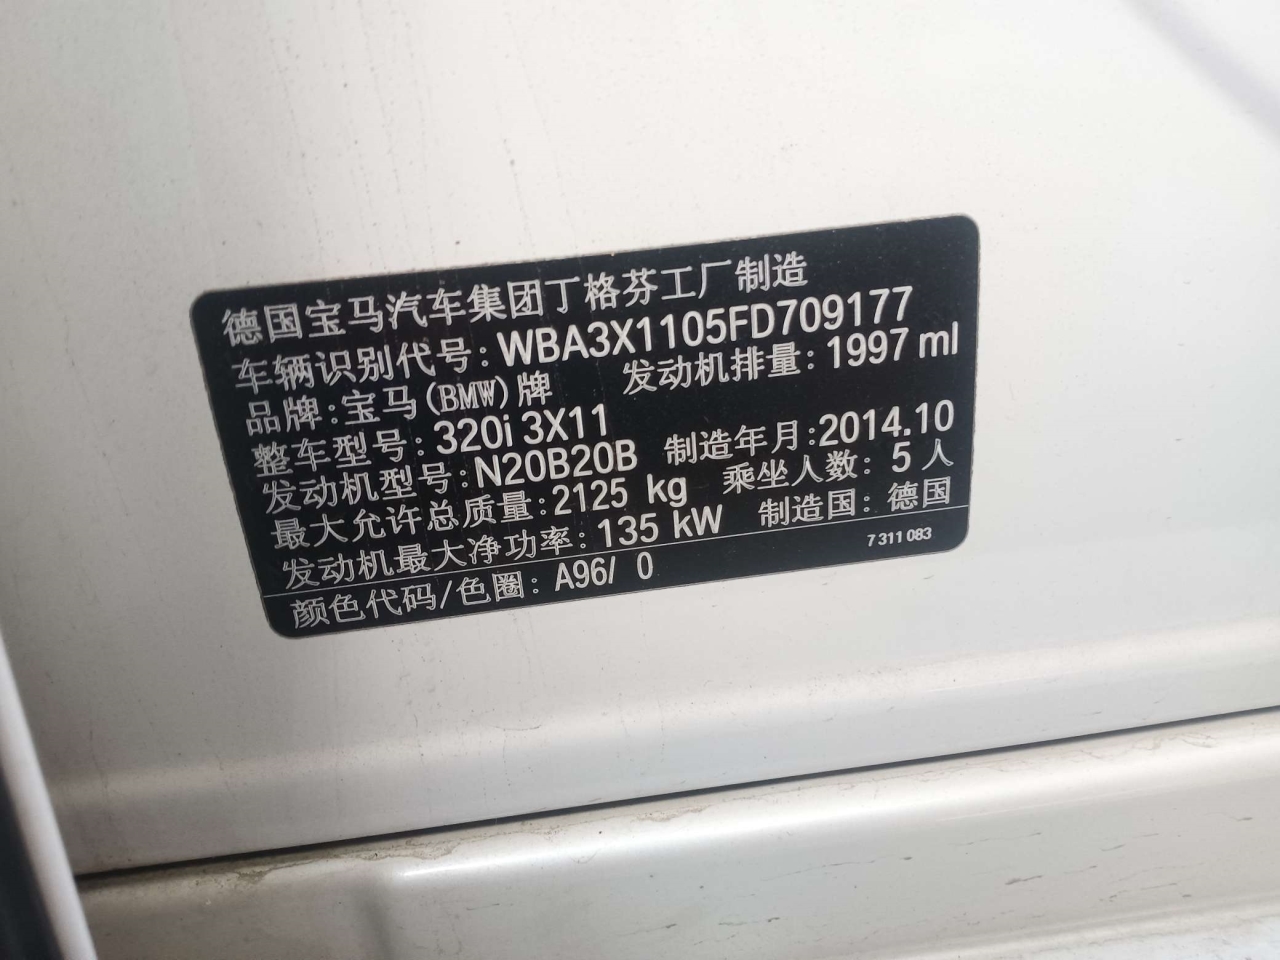 德国宝马汽车集团丁格芬工厂制造
车辆识别代号: WBA3X1105FD709177
品牌: 宝马(BMW)牌 发动机排量: 1997 ml
整车型号: 320i 3X11
发动机型号: N20B20B 制造年月:2014.10
最大允许总质量: 2125 kg 乘坐人数: 5 人
发动机最大净功率: 135 kW 制造国: 德国
颜色代码/色圈: A96/ 0 7 311 083